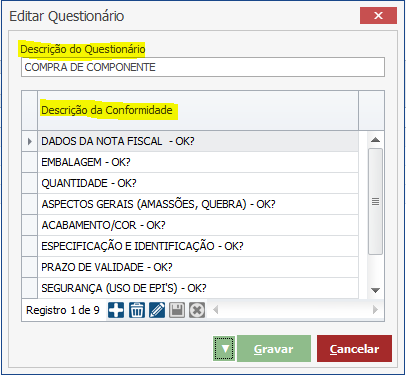 Editar Questionário
Descrição do Questionário
COMPRA DE COMPONENTE
Descrição da Conformidade
DADOS DA NOTA FISCAL - OK?
EMBALAGEM - OK?
QUANTIDADE - OK?
ASPECTOS GERAIS (AMASSÕES, QUEBRA) - OK?
ACABAMENTO/COR - OK?
ESPECIFICAÇÃO E IDENTIFICAÇÃO - OK?
PRAZO DE VALIDADE - OK?
SEGURANÇA (USO DE EPI'S) - OK?
Registro 1 de 9
Gravar
Cancelar